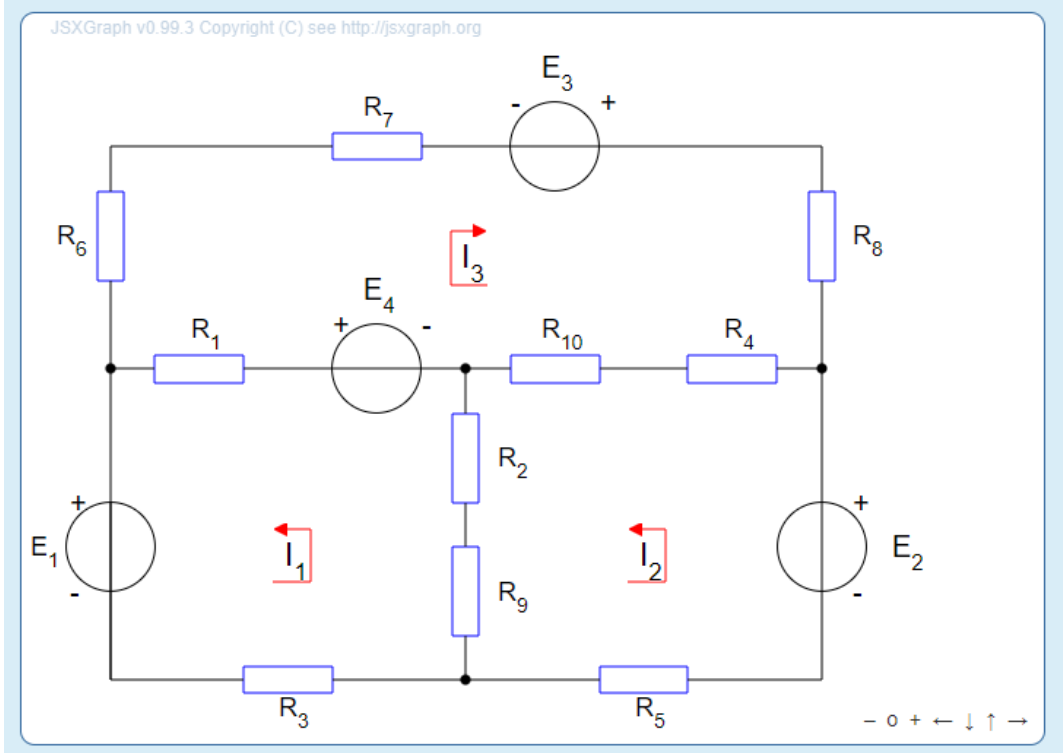 JSXGraph v0.99.3 Copyright (C) see http://jsxgraph.org
E3
- +
R7
R6
R8
I3
E4
+ -
R1
R10
R4
R2
+
+
E1
I1
I2
E2
-
-
R9
R3
R5
– o + ← ↓ ↑ →